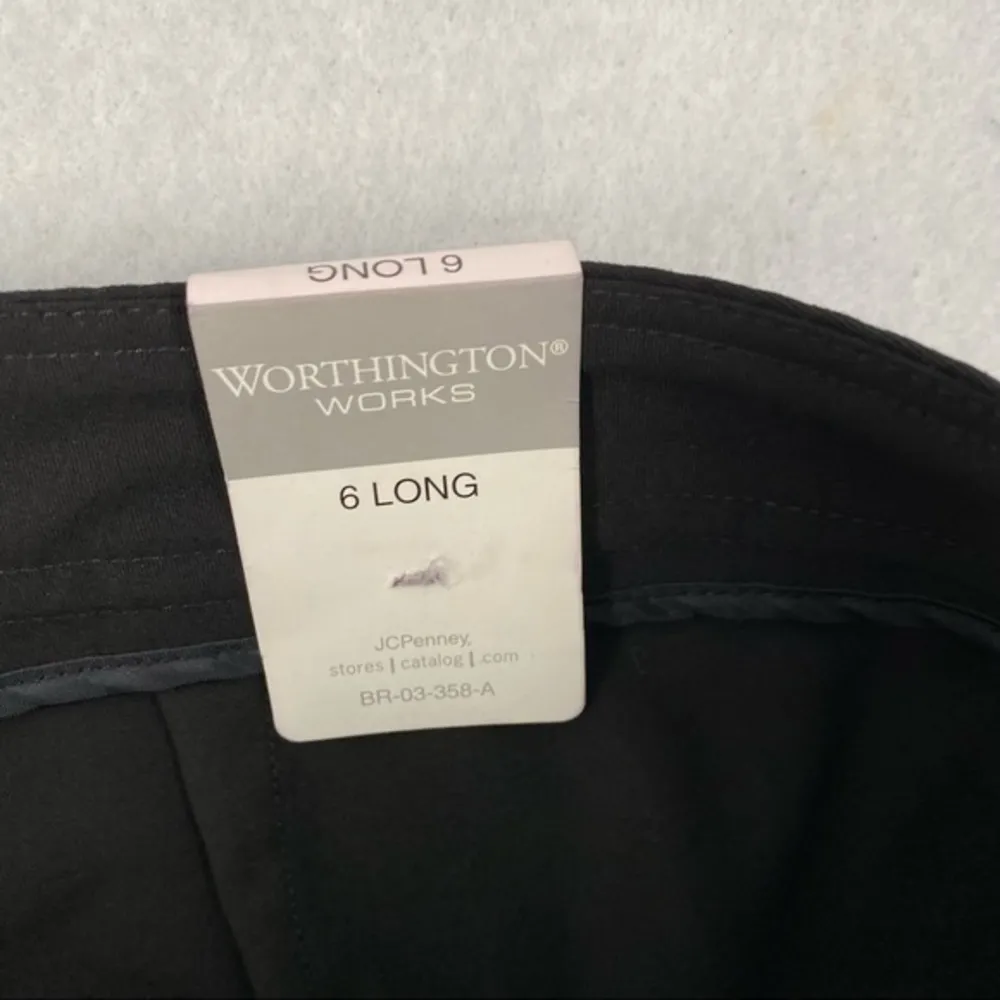 6 LONG
WORTHINGTON®
WORKS
6 LONG
JCPenney,
stores | catalog | .com
BR-03-358-A